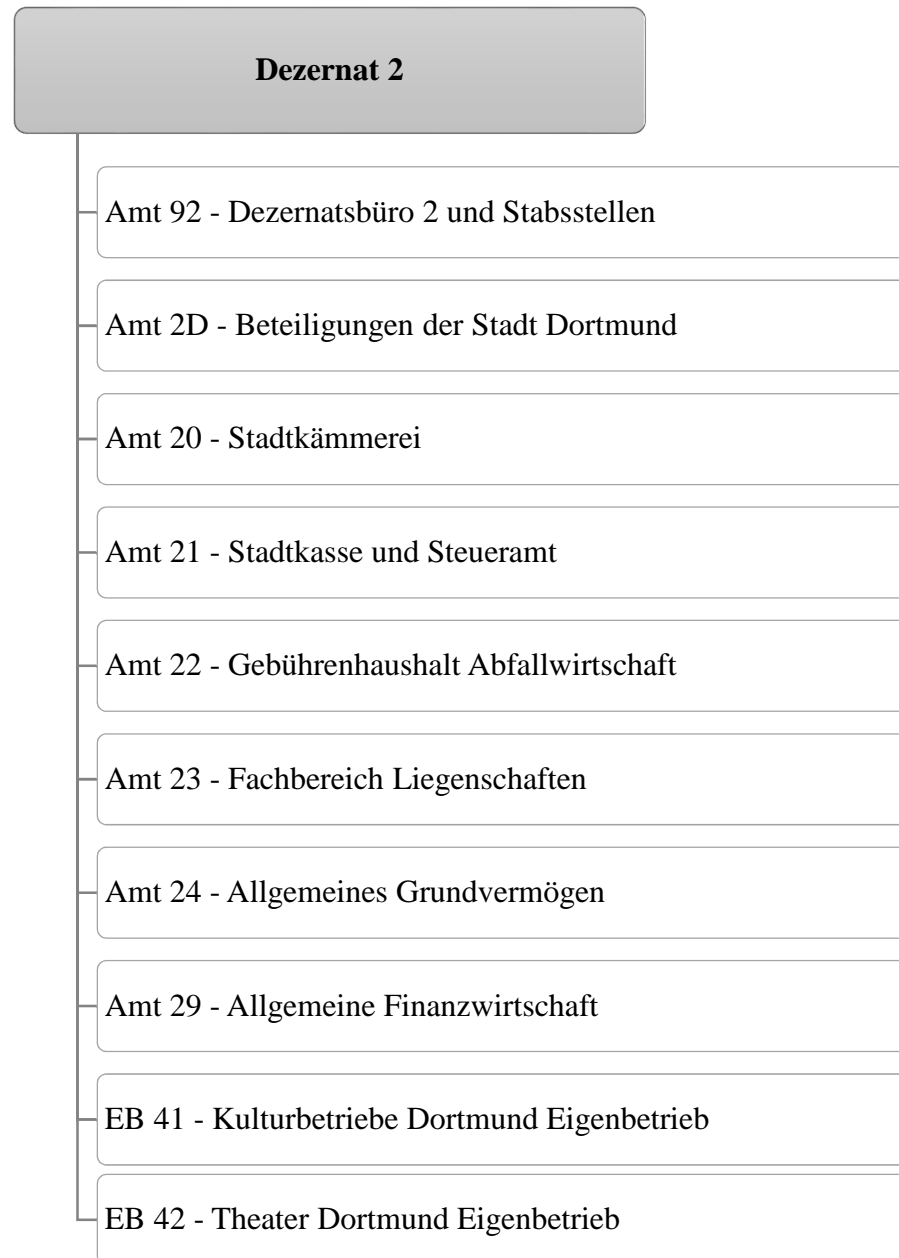 Dezernat 2
Amt 92 - Dezernatsbüro 2 und Stabsstellen
Amt 2D - Beteiligungen der Stadt Dortmund
Amt 20 - Stadtkämmerei
Amt 21 - Stadtkasse und Steueramt
Amt 22 - Gebührenhaushalt Abfallwirtschaft
Amt 23 - Fachbereich Liegenschaften
Amt 24 - Allgemeines Grundvermögen
Amt 29 - Allgemeine Finanzwirtschaft
EB 41 - Kulturbetriebe Dortmund Eigenbetrieb
EB 42 - Theater Dortmund Eigenbetrieb